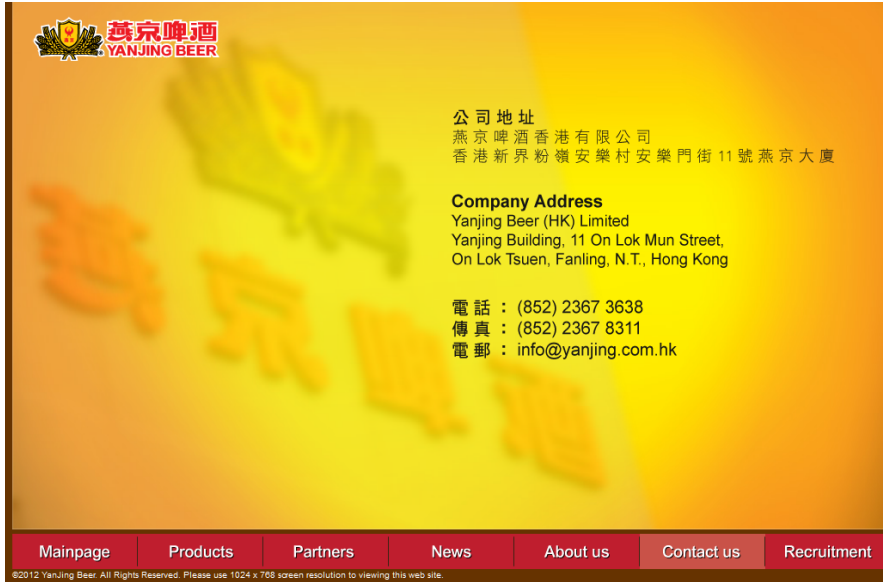 燕京啤酒
YANJING BEER
公司地址
燕京啤酒香港有限公司
香港新界粉嶺安樂村安樂門街11號燕京大廈
Company Address
Yanjing Beer (HK) Limited
Yanjing Building, 11 On Lok Mun Street,
On Lok Tsuen, Fanling, N.T., Hong Kong
電話：(852) 2367 3638
傳真：(852) 2367 8311
電郵：info@yanjing.com.hk
燕京啤酒
Mainpage Products Partners News About us Contact us Recruitment
©2012 YanJing Beer. All Rights Reserved. Please use 1024 x 768 screen resolution to viewing this web site.